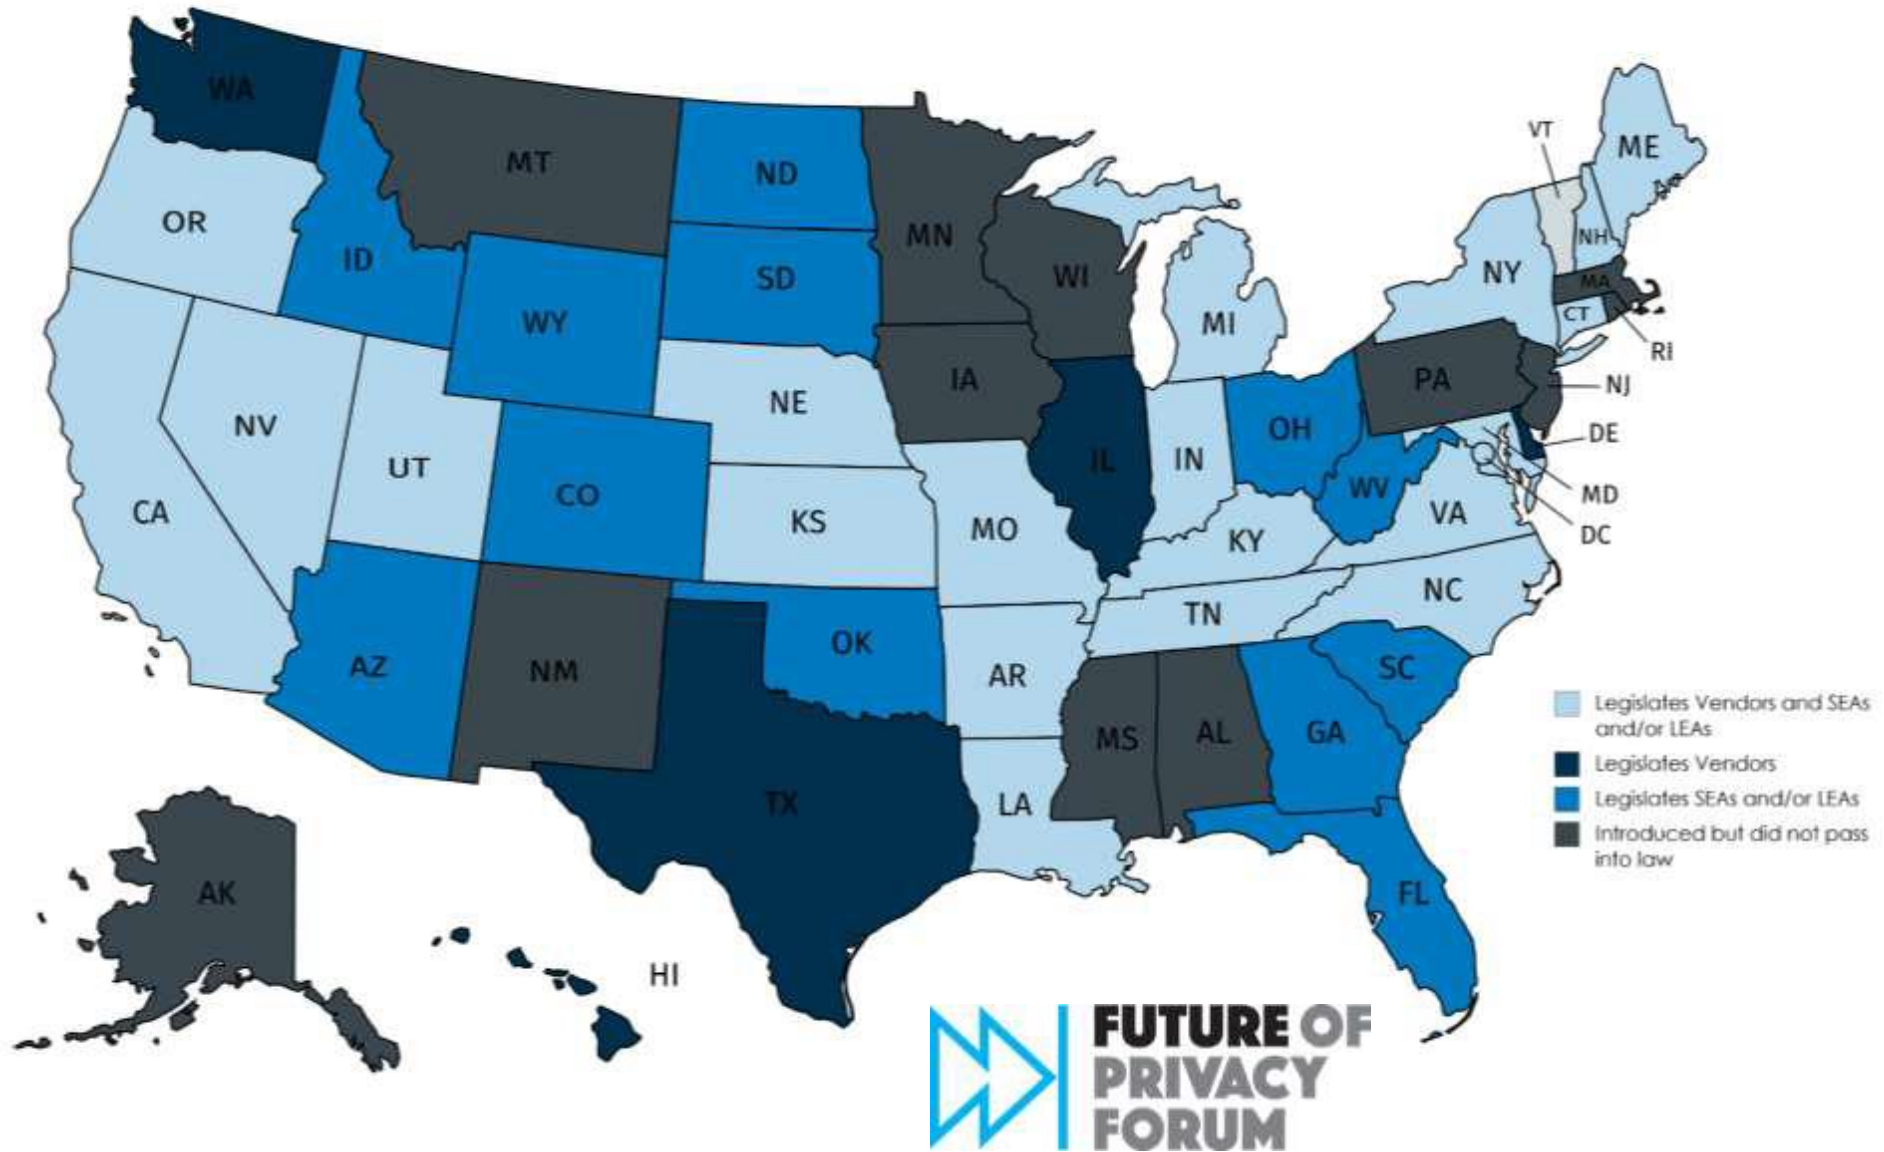 WA
MT
ND
MN
VT
ME
OR
ID
SD
WI
NH
NY
MA
WY
MI
CT
RI
IA
PA
NJ
NE
NV
OH
DE
UT
IL
IN
CO
WV
MD
CA
KS
MO
VA
DC
KY
NC
TN
AZ
NM
OK
AR
SC
MS
AL
GA
TX
LA
AK
FL
HI
Legislates Vendors and SEAs
and/or LEAs
Legislates Vendors
Legislates SEAs and/or LEAs
Introduced but did not pass
into law
FUTURE OF
PRIVACY
FORUM